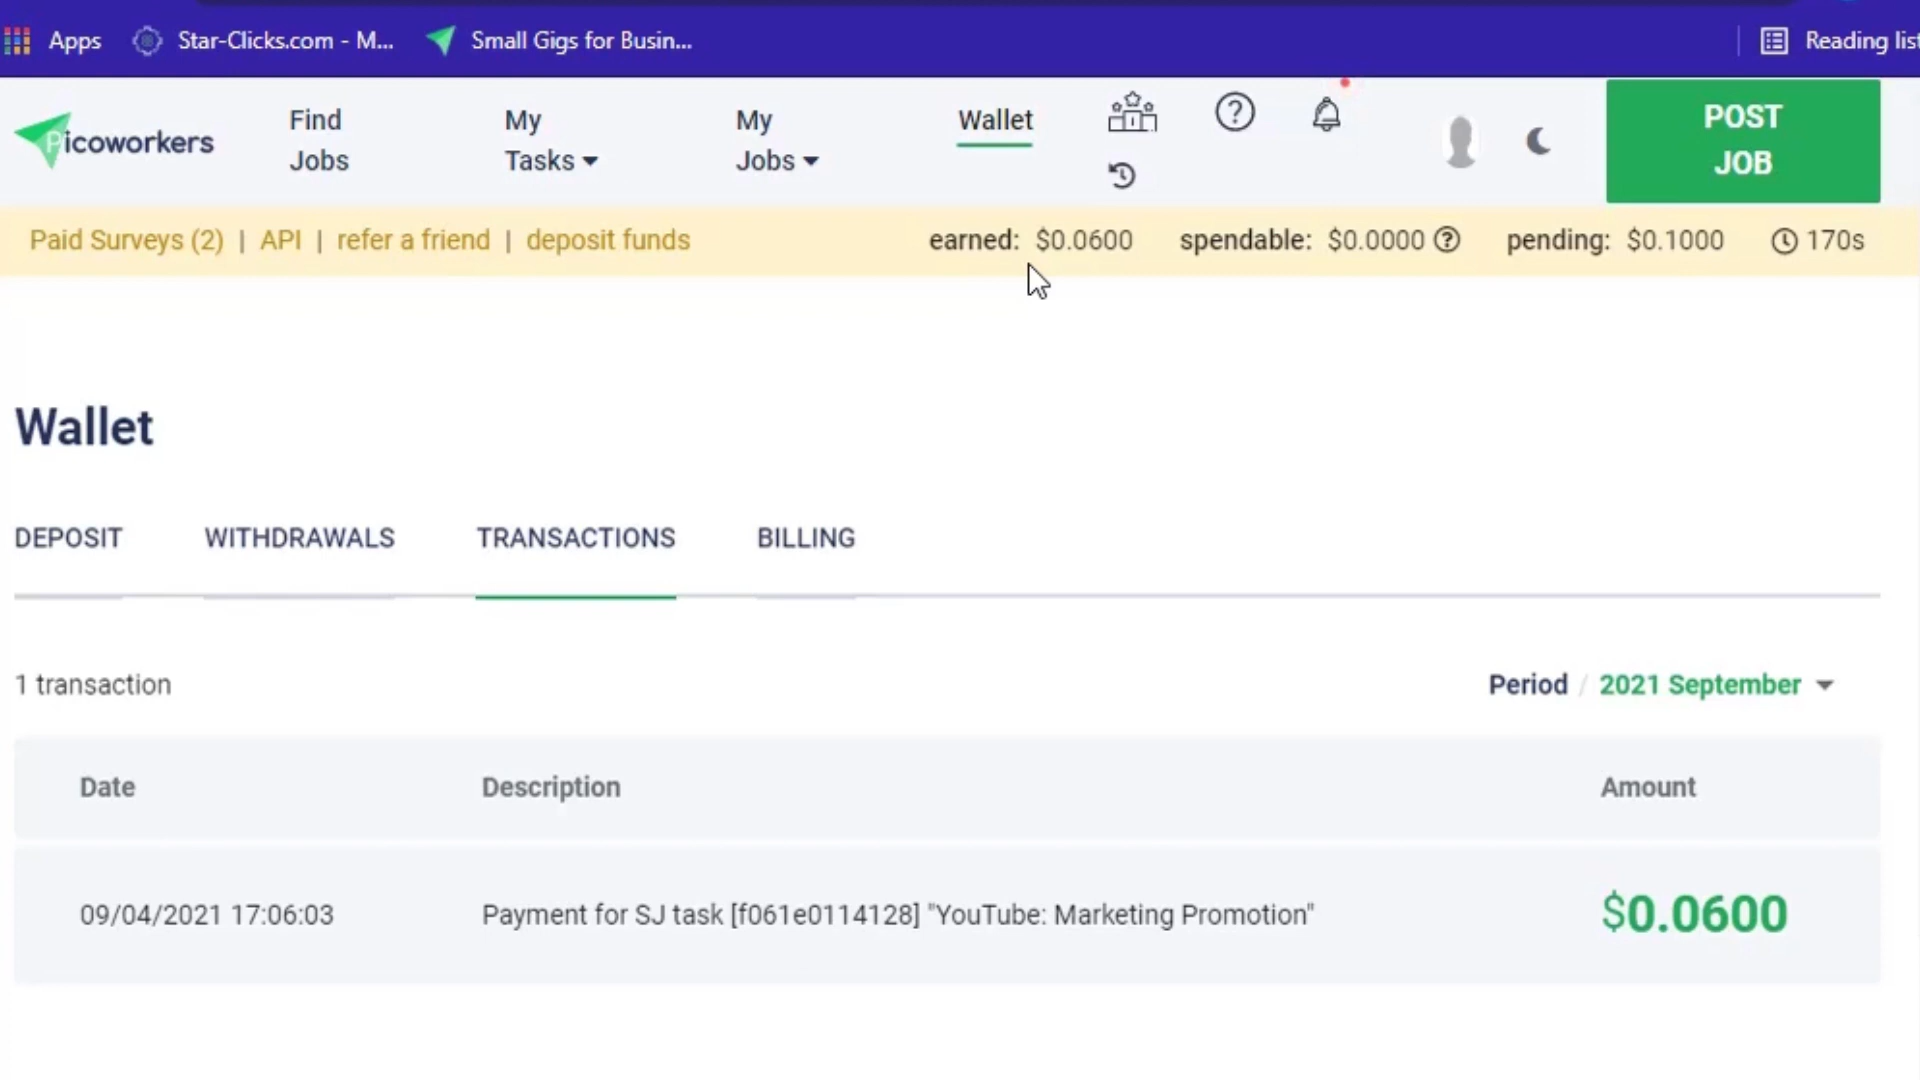 Apps Star-Clicks.com - M... Small Gigs for Busin... Reading list
Picoworkers
Find Jobs
My Tasks
My Jobs
Wallet
POST JOB
Paid Surveys (2) | API | refer a friend | deposit funds earned: $0.0600 spendable: $0.0000 pending: $0.1000 170s
Wallet
DEPOSIT WITHDRAWALS TRANSACTIONS BILLING
1 transaction Period / 2021 September
Date Description Amount
09/04/2021 17:06:03 Payment for SJ task [f061e0114128] "YouTube: Marketing Promotion" $0.0600